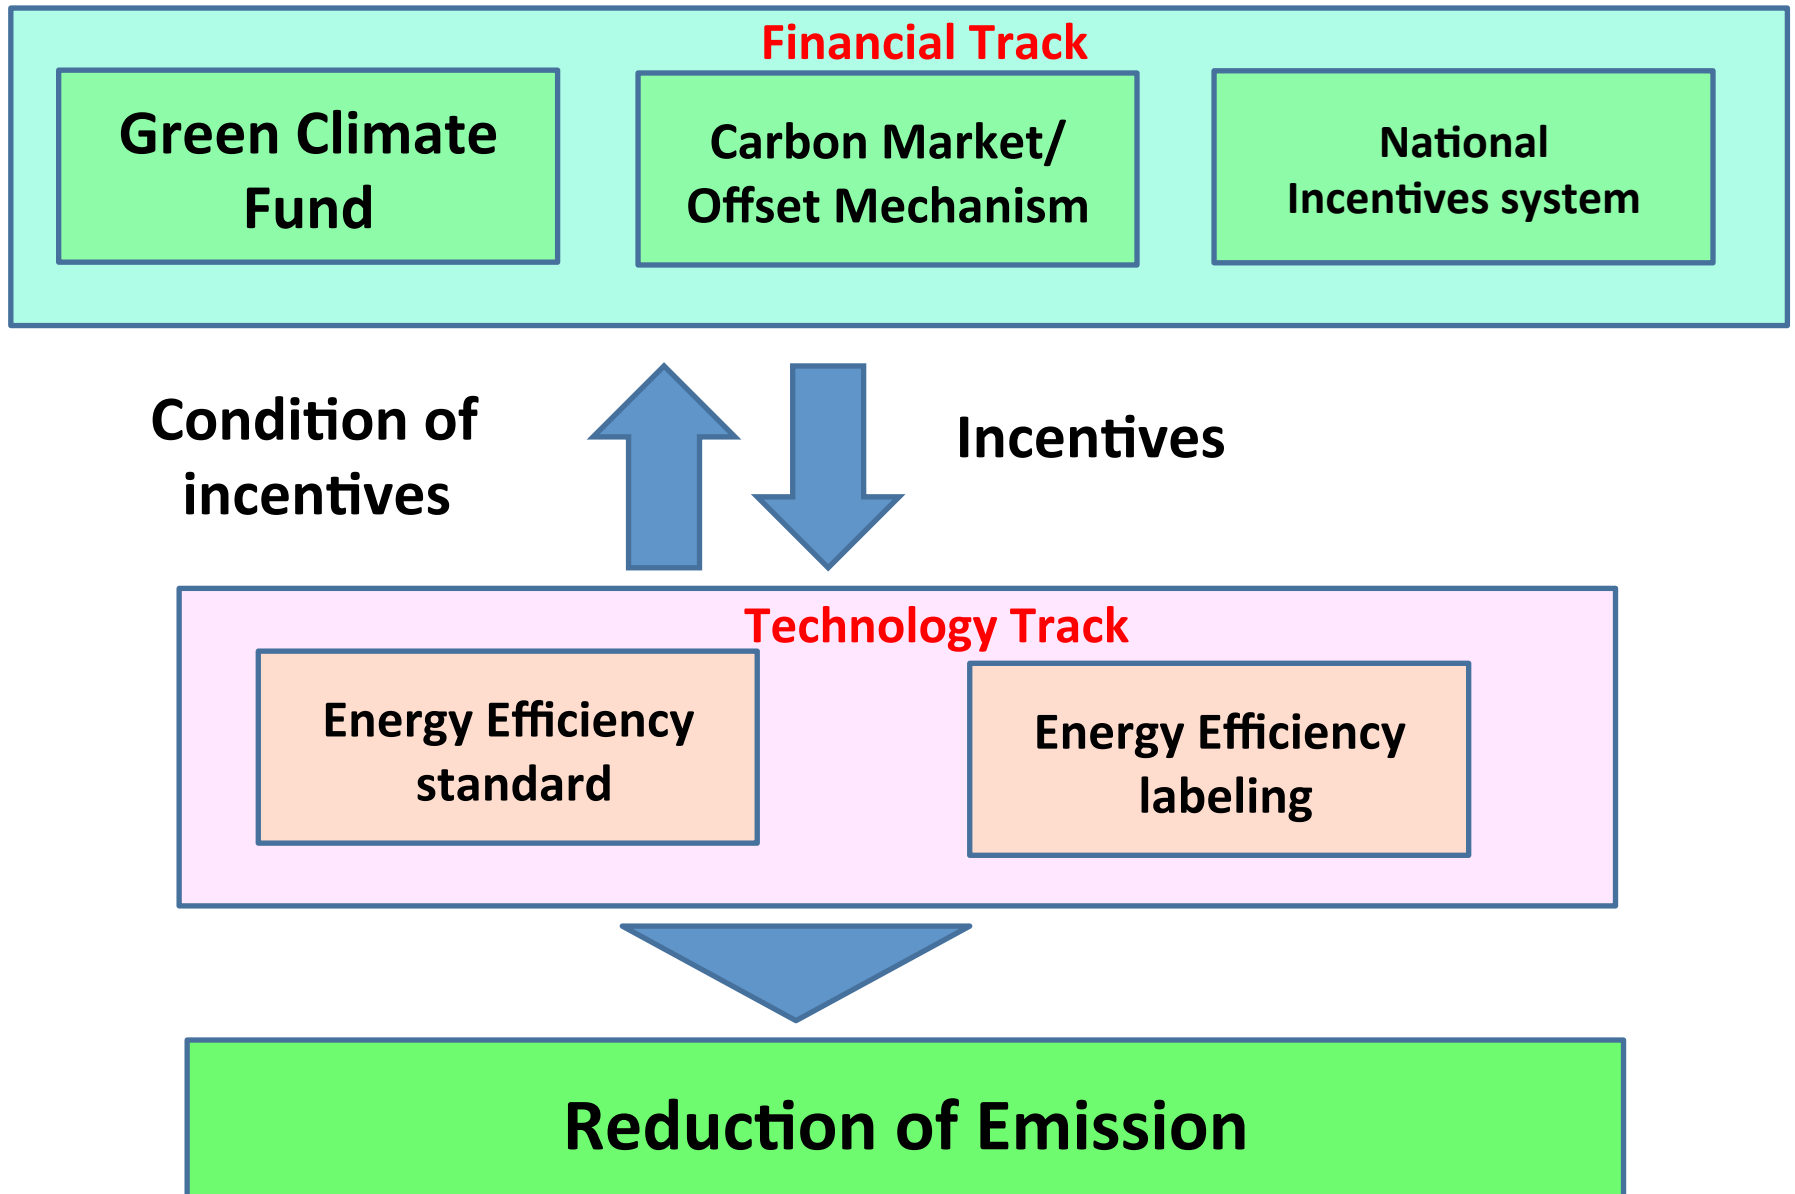 Financial Track
Green Climate
Fund
Carbon Market/
Offset Mechanism
National
Incentives system
Condition of
incentives
Incentives
Technology Track
Energy Efficiency
standard
Energy Efficiency
labeling
Reduction of Emission